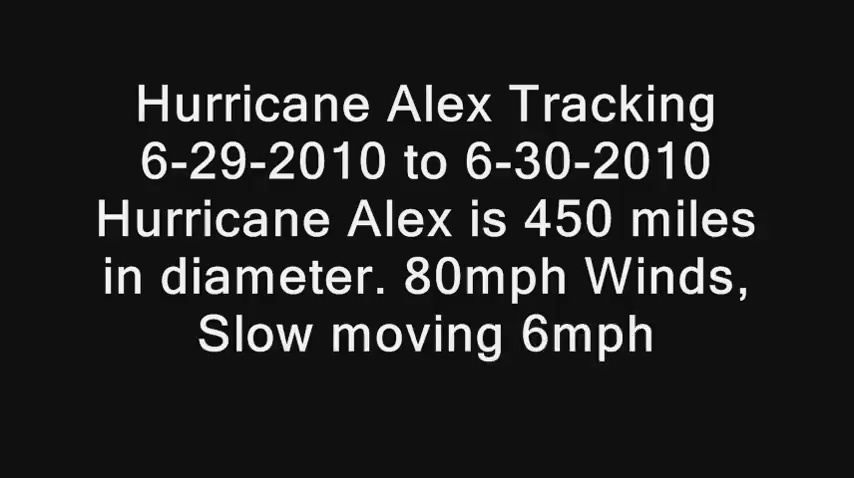 Hurricane Alex Tracking
6-29-2010 to 6-30-2010
Hurricane Alex is 450 miles
in diameter. 80mph Winds,
Slow moving 6mph